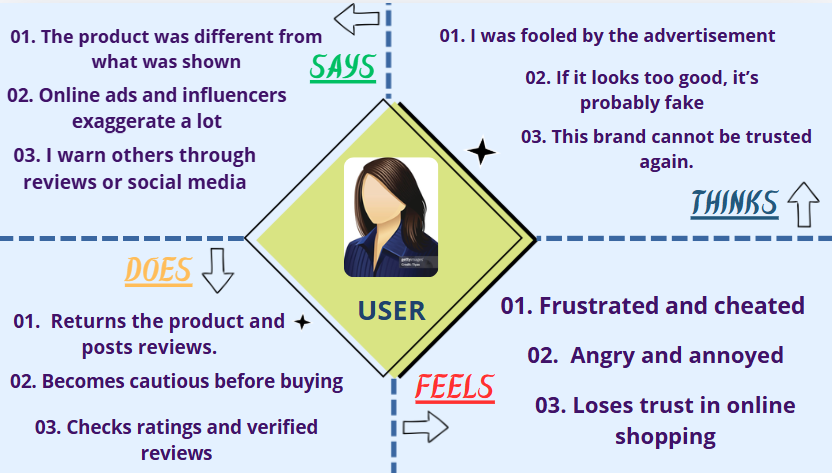 01. The product was different from
what was shown
SAYS
02. Online ads and influencers
exaggerate a lot
03. I warn others through
reviews or social media
01. I was fooled by the advertisement
02. If it looks too good, it’s
probably fake
03. This brand cannot be trusted
again.
THINKS
USER
DOES
01. Returns the product and
posts reviews.
02. Becomes cautious before buying
03. Checks ratings and verified
reviews
01. Frustrated and cheated
02. Angry and annoyed
FEELS
03. Loses trust in online
shopping